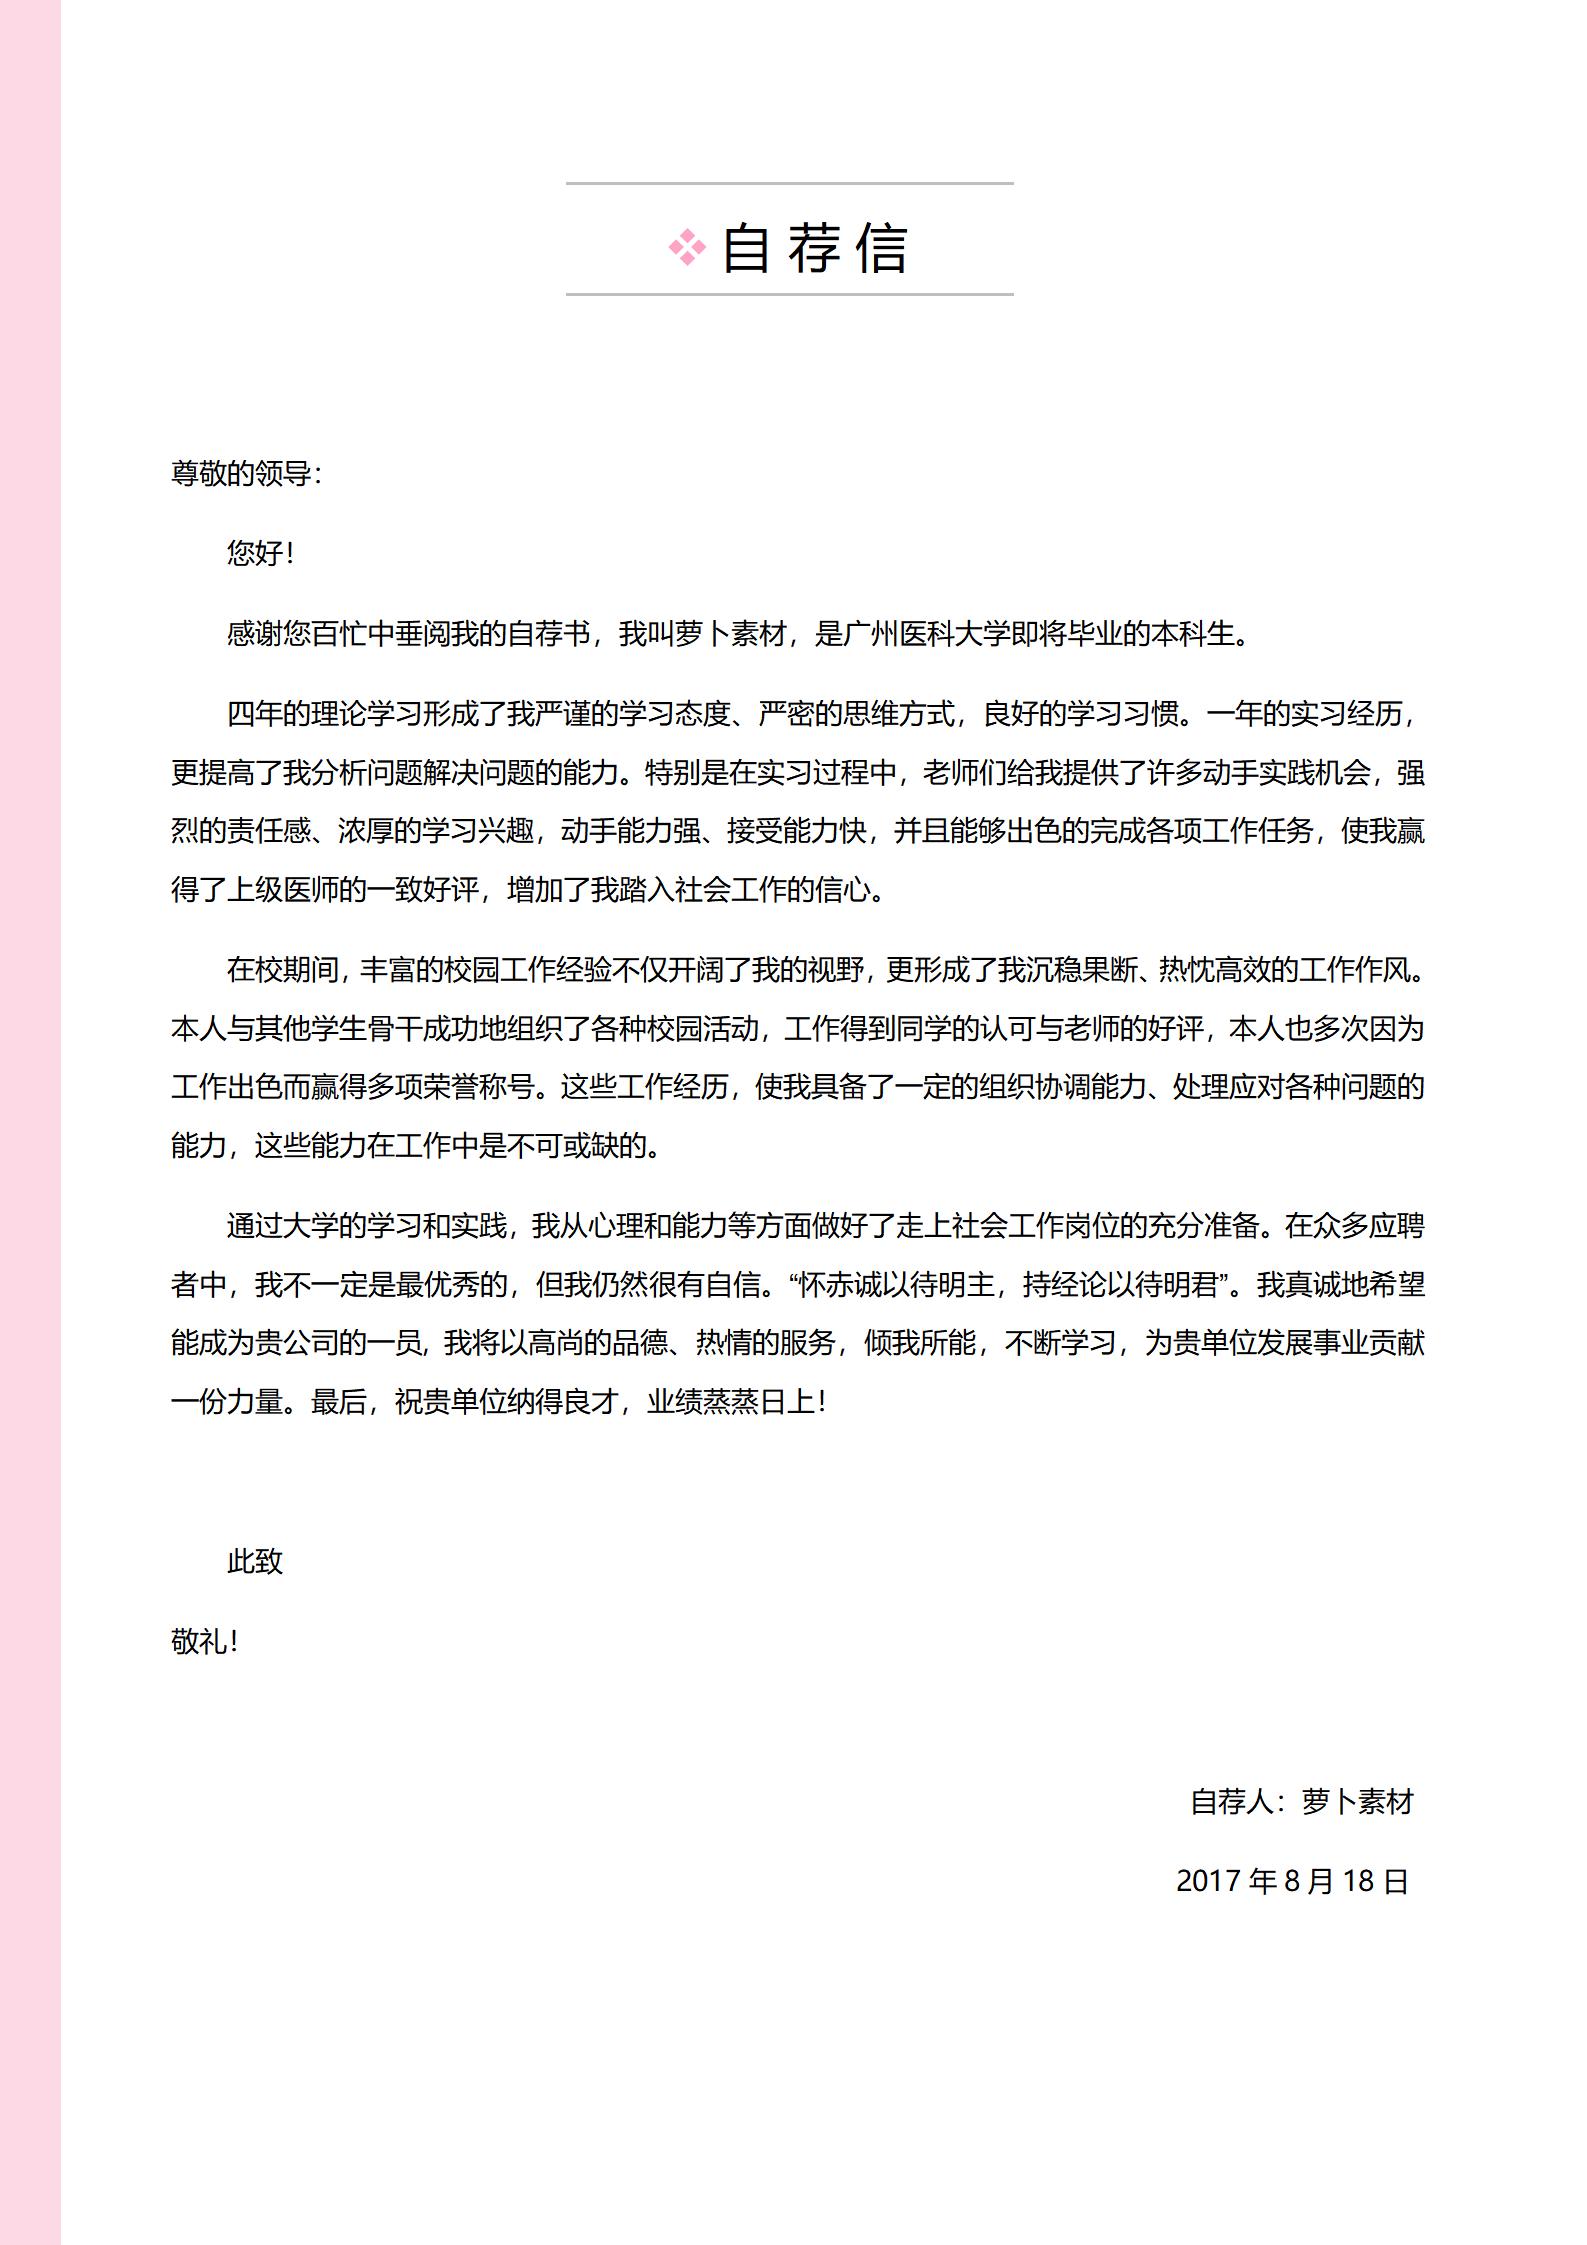 自荐信
尊敬的领导：
您好！
感谢您百忙中垂阅我的自荐书，我叫萝卜素材，是广州医科大学即将毕业的本科生。
四年的理论学习形成了我严谨的学习态度、严密的思维方式，良好的学习习惯。一年的实习经历，
更提高了我分析问题解决问题的能力。特别是在实习过程中，老师们给我提供了许多动手实践机会，强
烈的责任感、浓厚的学习兴趣，动手能力强、接受能力快，并且能够出色的完成各项工作任务，使我赢
得了上级医师的一致好评，增加了我踏入社会工作的信心。
在校期间，丰富的校园工作经验不仅开阔了我的视野，更形成了我沉稳果断、热忱高效的工作作风。
本人与其他学生骨干成功地组织了各种校园活动，工作得到同学的认可与老师的好评，本人也多次因为
工作出色而赢得多项荣誉称号。这些工作经历，使我具备了一定的组织协调能力、处理应对各种问题的
能力，这些能力在工作中是不可或缺的。
通过大学的学习和实践，我从心理和能力等方面做好了走上社会工作岗位的充分准备。在众多应聘
者中，我不一定是最优秀的，但我仍然很有自信。“怀赤诚以待明主，持经论以待明君”。我真诚地希望
能成为贵公司的一员, 我将以高尚的品德、热情的服务，倾我所能，不断学习，为贵单位发展事业贡献
一份力量。最后，祝贵单位纳得良才，业绩蒸蒸日上！
此致
敬礼！
自荐人：萝卜素材
2017 年 8 月 18 日